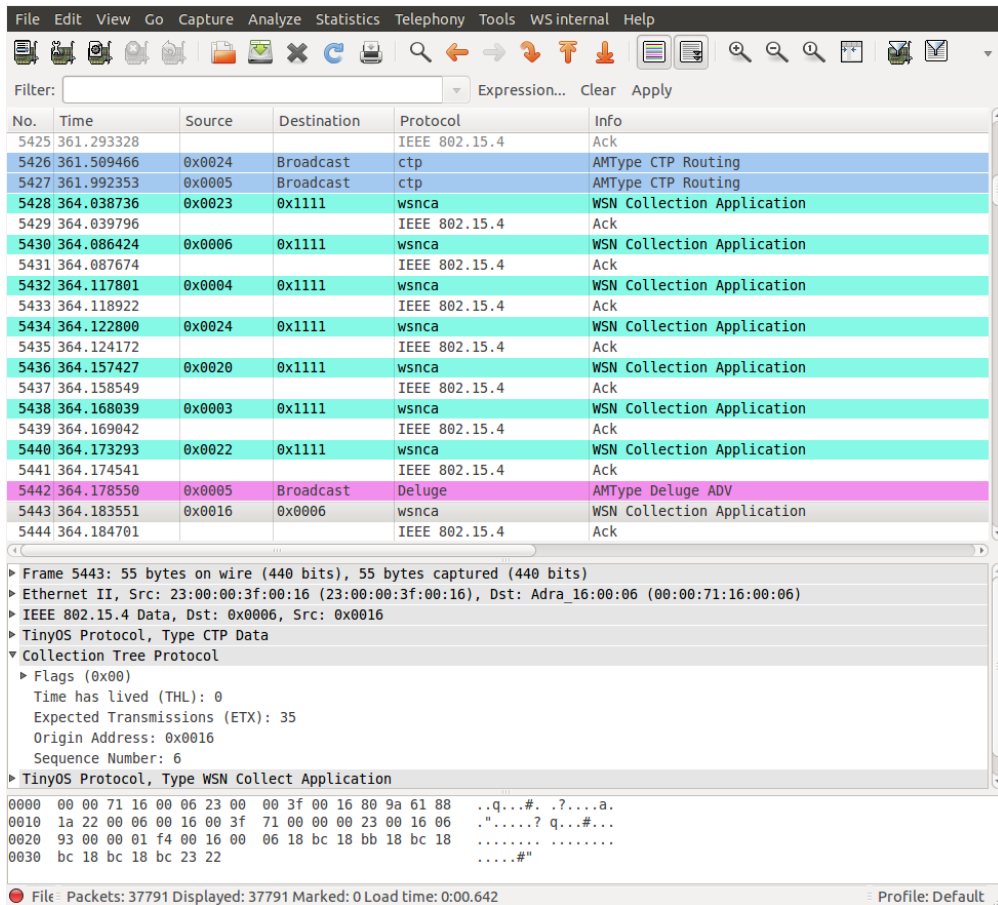 File Edit View Go Capture Analyze Statistics Telephony Tools WS internal Help
Filter: Expression... Clear Apply
No. Time Source Destination Protocol Info
5425 361.293328 IEEE 802.15.4 Ack
5426 361.509466 0x0024 Broadcast ctp AMType CTP Routing
5427 361.992353 0x0005 Broadcast ctp AMType CTP Routing
5428 364.038736 0x0023 0x1111 wsnca WSN Collection Application
5429 364.039796 IEEE 802.15.4 Ack
5430 364.086424 0x0006 0x1111 wsnca WSN Collection Application
5431 364.087674 IEEE 802.15.4 Ack
5432 364.117801 0x0004 0x1111 wsnca WSN Collection Application
5433 364.118922 IEEE 802.15.4 Ack
5434 364.122800 0x0024 0x1111 wsnca WSN Collection Application
5435 364.124172 IEEE 802.15.4 Ack
5436 364.157427 0x0020 0x1111 wsnca WSN Collection Application
5437 364.158549 IEEE 802.15.4 Ack
5438 364.168039 0x0003 0x1111 wsnca WSN Collection Application
5439 364.169042 IEEE 802.15.4 Ack
5440 364.173293 0x0022 0x1111 wsnca WSN Collection Application
5441 364.174541 IEEE 802.15.4 Ack
5442 364.178550 0x0005 Broadcast Deluge AMType Deluge ADV
5443 364.183551 0x0016 0x0006 wsnca WSN Collection Application
5444 364.184701 IEEE 802.15.4 Ack
Frame 5443: 55 bytes on wire (440 bits), 55 bytes captured (440 bits)
Ethernet II, Src: 23:00:00:3f:00:16 (23:00:00:3f:00:16), Dst: Adra_16:00:06 (00:00:71:16:00:06)
IEEE 802.15.4 Data, Dst: 0x0006, Src: 0x0016
TinyOS Protocol, Type CTP Data
Collection Tree Protocol
Flags (0x00)
Time has lived (THL): 0
Expected Transmissions (ETX): 35
Origin Address: 0x0016
Sequence Number: 6
TinyOS Protocol, Type WSN Collect Application
0000 00 00 71 16 00 06 23 00 00 3f 00 16 80 9a 61 88 ..q...#. .?....a.
0010 1a 22 00 06 00 16 00 3f 71 00 00 00 23 00 16 06 .".....? q...#...
0020 93 00 00 01 f4 00 16 00 06 18 bc 18 bb 18 bc 18 ........ ........
0030 bc 18 bc 18 bc 23 22 .....#"
File Packets: 37791 Displayed: 37791 Marked: 0 Load time: 0:00.642 Profile: Default